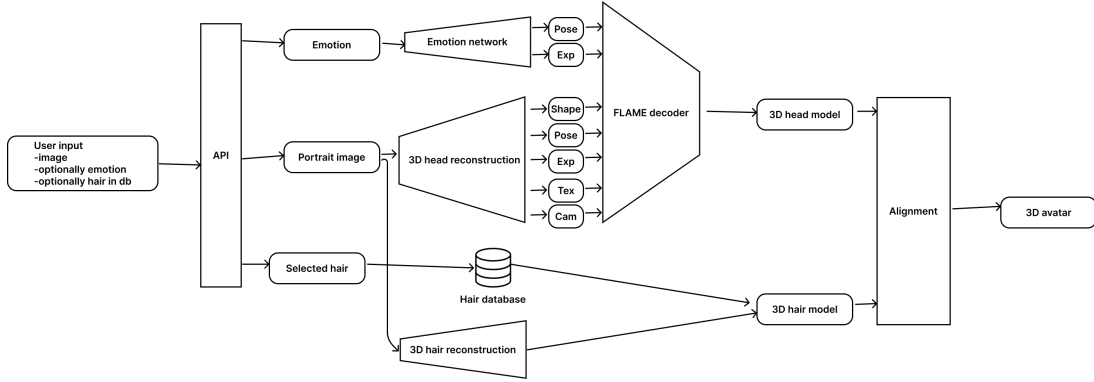 User input
-image
-optionally emotion
-optionally hair in db
API
Emotion
Emotion network
Pose
Exp
Portrait image
3D head reconstruction
Shape
Pose
Exp
Tex
Cam
FLAME decoder
3D head model
Selected hair
Hair database
3D hair reconstruction
3D hair model
Alignment
3D avatar